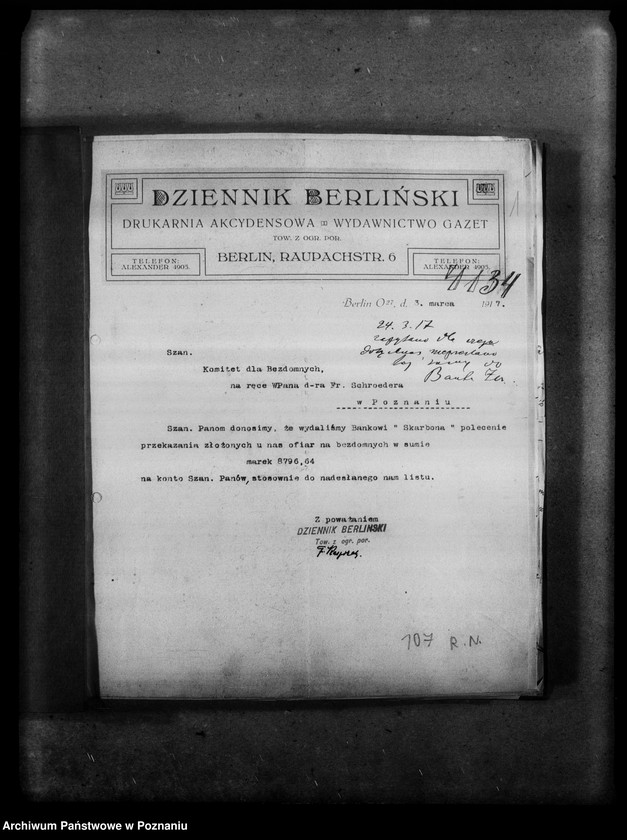 DZIENNIK BERLIŃSKI
DRUKARNIA AKCYDENSOWA WYDAWNICTWO GAZET
TOW. Z OGR. POR.
TELEFON:
ALEXANDER 4905.
BERLIN, RAUPACHSTR. 6
TELEFON:
ALEXANDER 4905.
1
1134
Berlin O27, d. 3. marca 1917.
24. 3. 17
Szan.
Komitet dla Bezdomnych,
na ręce WPana d-ra Fr. Schroedera
w Poznaniu
Szan. Panom donosimy, że wydaliśmy Bankowi " Skarbona " polecenie
przekazania złożonych u nas ofiar na bezdomnych w sumie
marek 8796,64
na konto Szan. Panów, stosownie do nadesłanego nam listu.
Z poważaniem
DZIENNIK BERLINSKI
Tow. z ogr. por.
107 R.N.
Archiwum Państwowe w Poznaniu